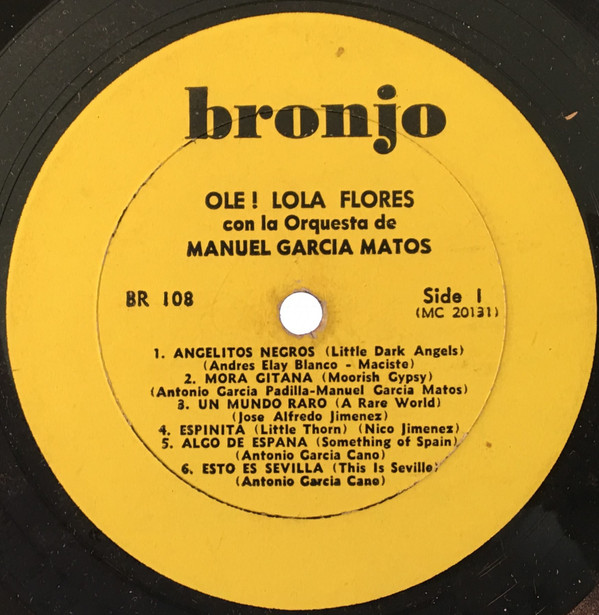 bronjo
OLE! LOLA FLORES
con la Orquesta de
MANUEL GARCIA MATOS
BR 108
Side 1
(MC 20131)
1. ANGELITOS NEGROS (Little Dark Angels)
(Andres Elay Blanco - Maciste)
2. MORA GITANA (Moorish Gypsy)
(Antonio Garcia Padilla-Manuel Garcia Matos)
3. UN MUNDO RARO (A Rare World)
(Jose Alfredo Jimenez)
4. ESPINITA (Little Thorn) (Nico Jimenez)
5. ALGO DE ESPANA (Something of Spain)
(Antonio Garcia Cano)
6. ESTO ES SEVILLA (This Is Seville)
(Antonio Garcia Cano)